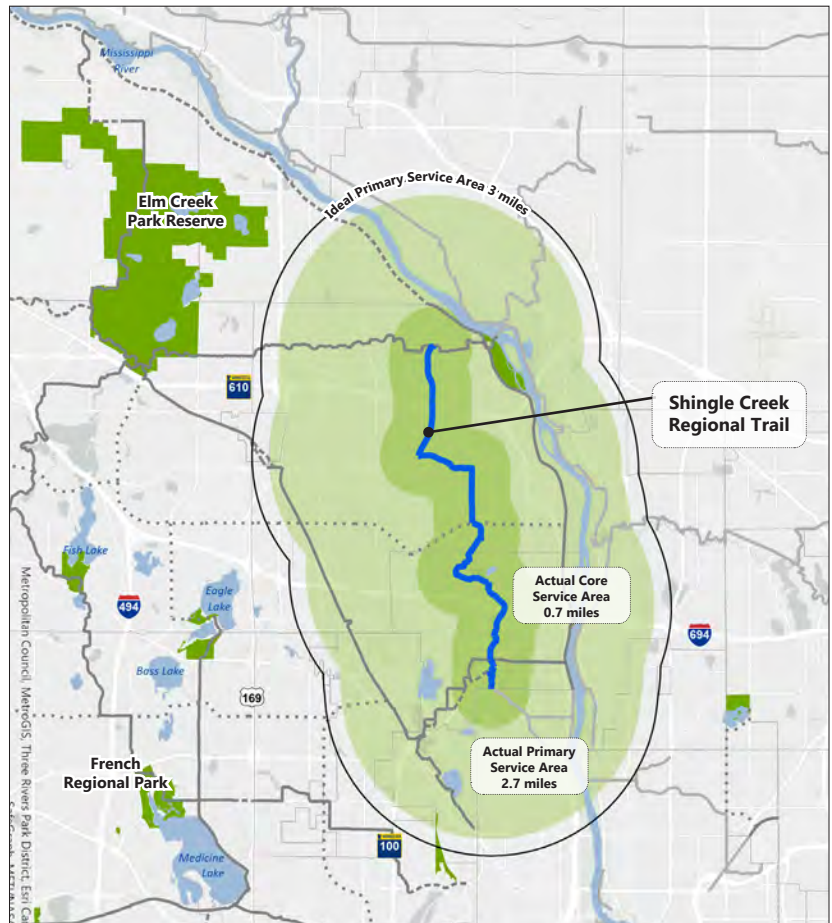 Mississippi
River
Ideal Primary Service Area 3 miles
Elm Creek
Park Reserve
610
Shingle Creek
Regional Trail
Fish Lake
Actual Core
Service Area
0.7 miles
494
Eagle
Lake
694
Bass Lake
169
Actual Primary
Service Area
2.7 miles
French
Regional Park
100
Medicine
Lake
Metropolitan Council, MetroGIS, Three Rivers Park District, Esri